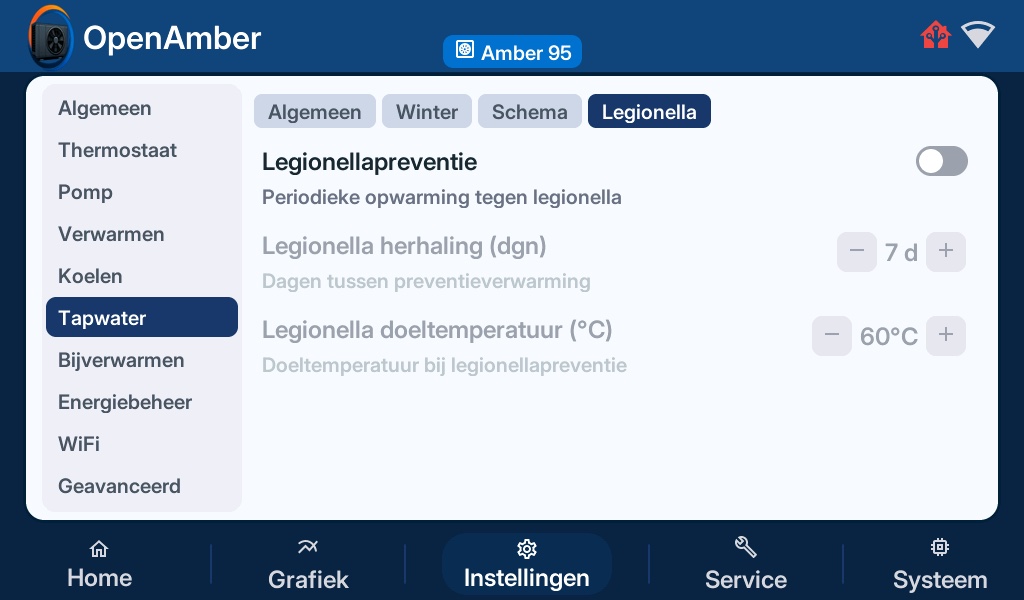 OpenAmber
Amber 95
Algemeen
Thermostaat
Pomp
Verwarmen
Koelen
Tapwater
Bijverwarmen
Energiebeheer
WiFi
Geavanceerd
Algemeen Winter Schema Legionella
Legionellapreventie
Periodieke opwarming tegen legionella
Legionella herhaling (dgn)
− 7 d +
Dagen tussen preventieverwarming
Legionella doeltemperatuur (°C)
− 60°C +
Doeltemperatuur bij legionellapreventie
Home Grafiek Instellingen Service Systeem